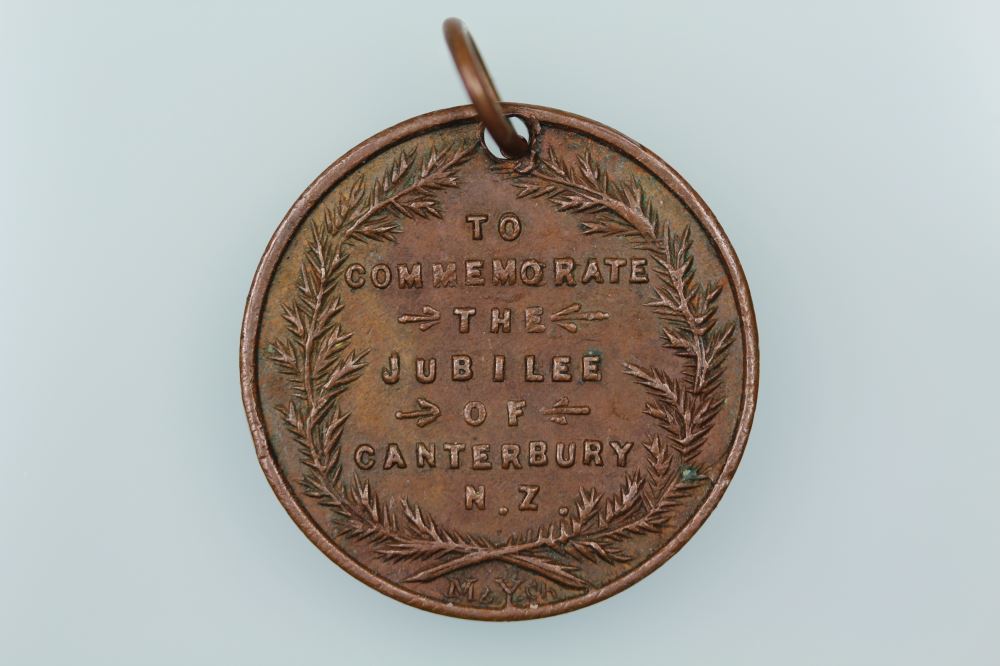 TO
COMMEMORATE
THE
JUBILEE
OF
CANTERBURY
N.Z.